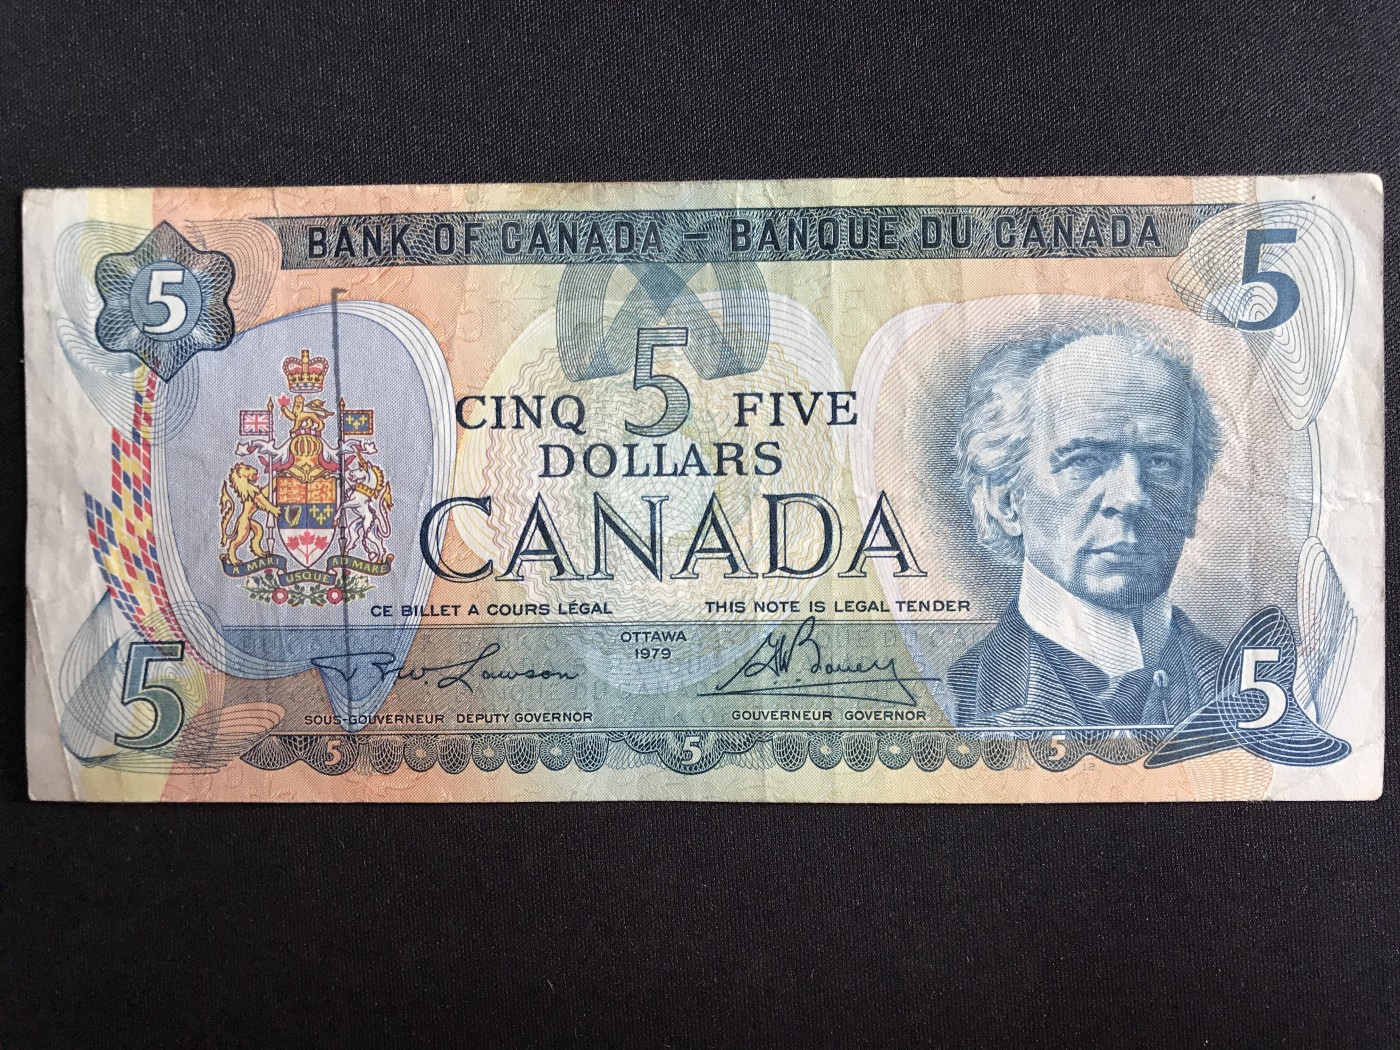 BANK OF CANADA – BANQUE DU CANADA
5
5
5
CINQ FIVE
DOLLARS
CANADA
A MARI USQUE AD MARE
CE BILLET A COURS LÉGAL THIS NOTE IS LEGAL TENDER
OTTAWA
1979
R.W. Lawson
G.K. Bouey
SOUS-GOUVERNEUR DEPUTY GOVERNOR
GOUVERNEUR GOVERNOR
5
5
5 5 5